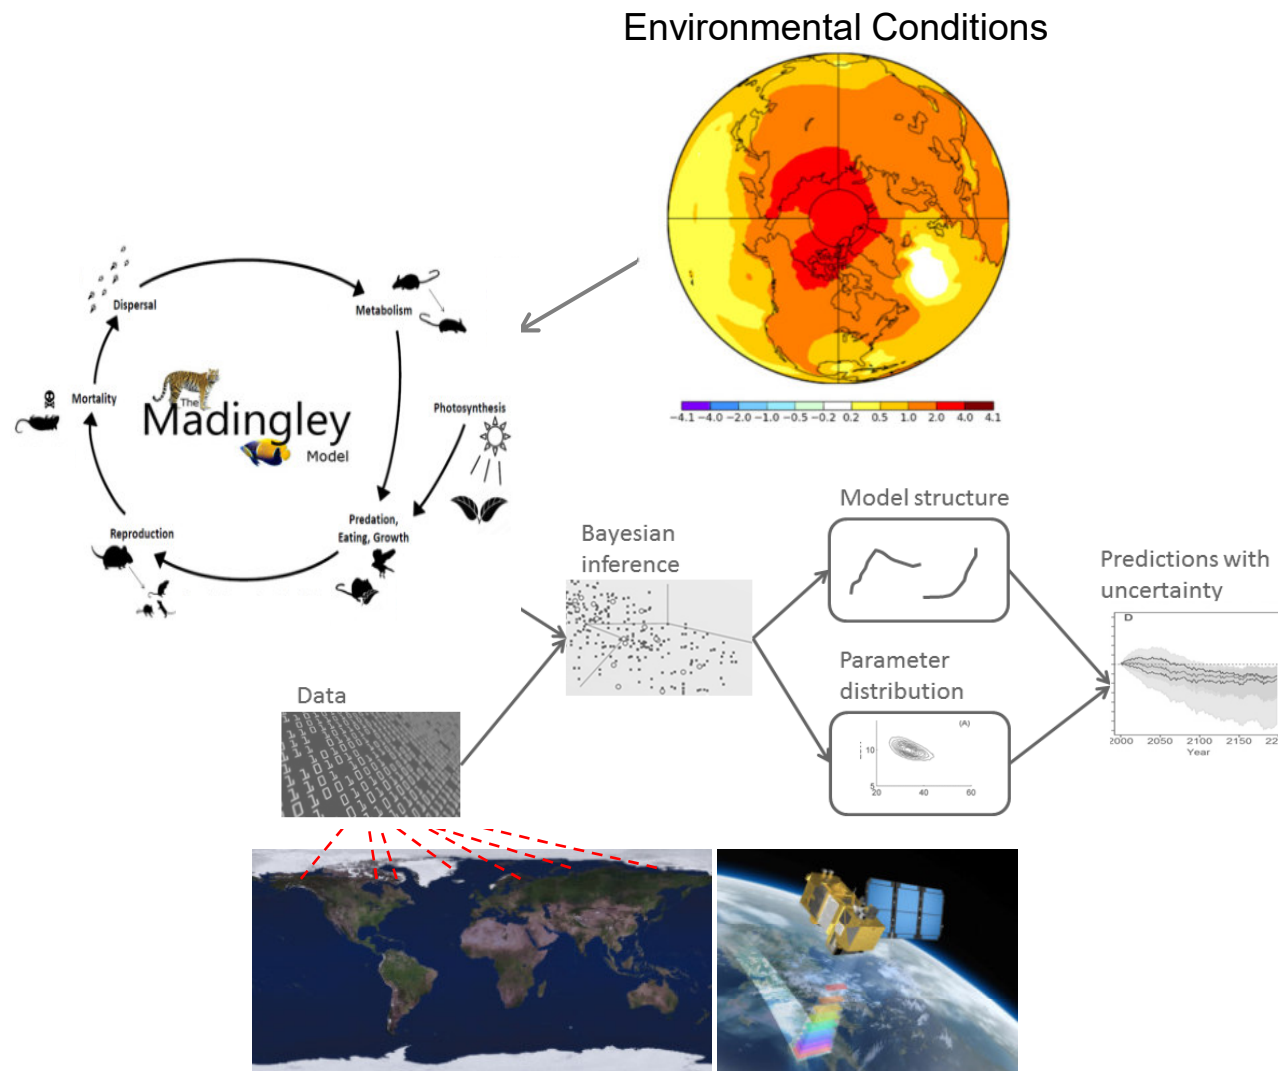 Environmental Conditions
Dispersal
Metabolism
Mortality
The
Madingley
Model
Photosynthesis
Reproduction
Predation,
Eating, Growth
−4.1 −4.0 −2.0 −1.0 −0.5 −0.2 0.2 0.5 1.0 2.0 4.0 4.1
Bayesian
inference
Model structure
Parameter
distribution
(A)
10
5
20 40 60
Predictions with
uncertainty
D
2000 2050 2100 2150
Year
Data